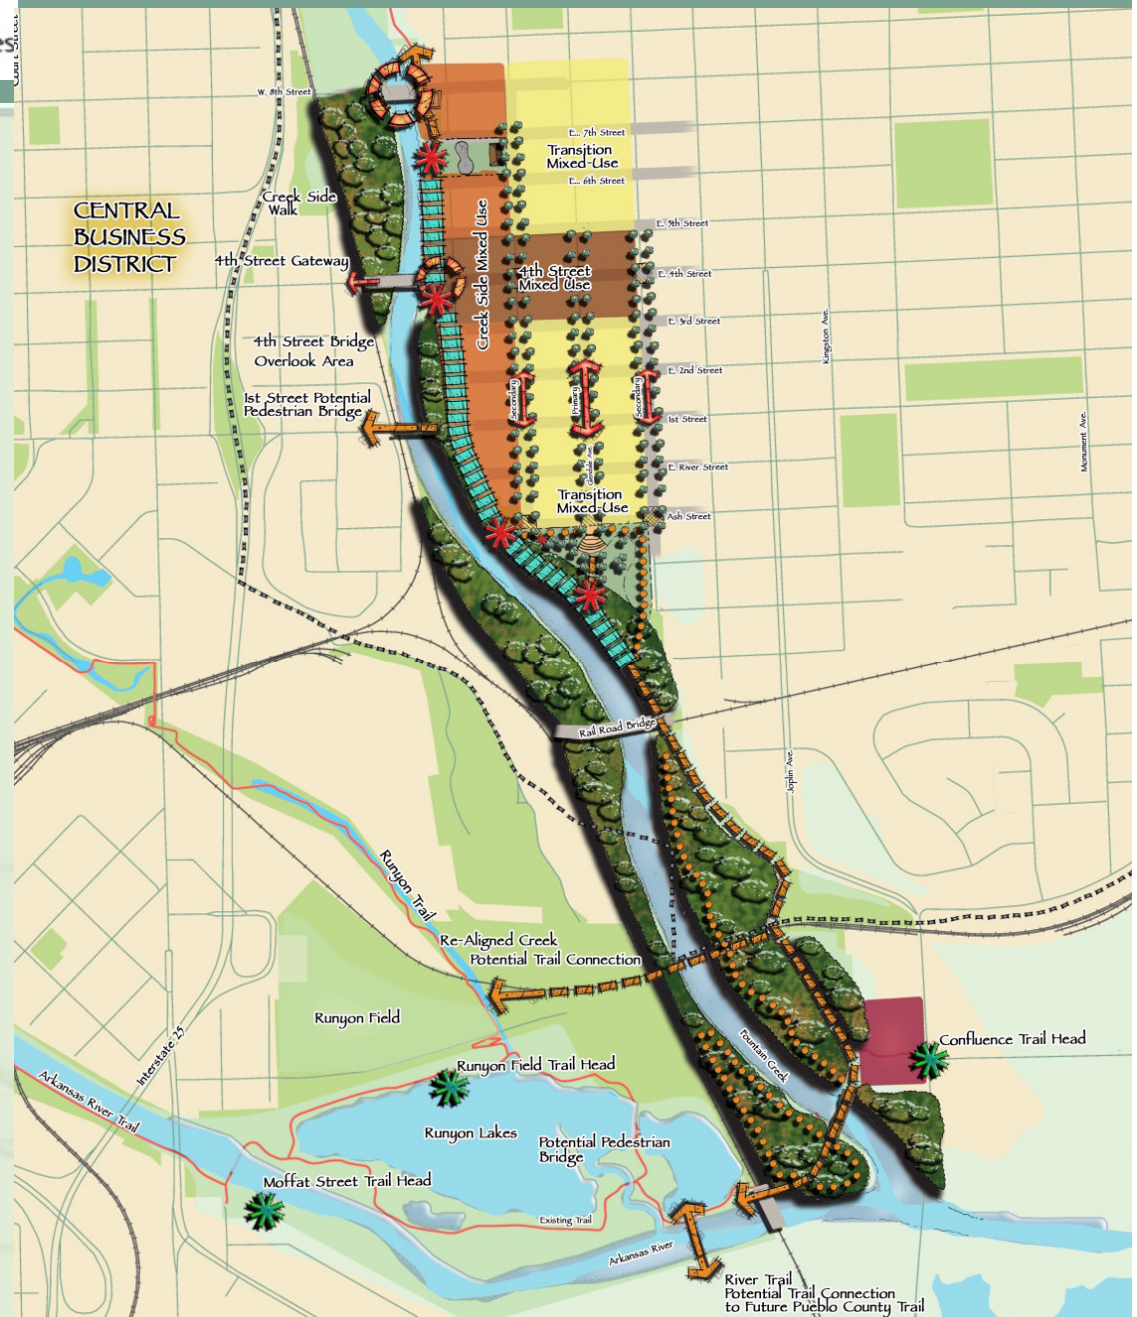 es
Court Street
W. 8th Street
E. 7th Street
Transition
Mixed-Use
E. 6th Street
Creek Side
Walk
CENTRAL
BUSINESS
DISTRICT
Creek Side Mixed Use
E. 5th Street
4th Street Gateway
4th Street
Mixed Use
E. 4th Street
E. 3rd Street
4th Street Bridge
Overlook Area
Kingston Ave.
E. 2nd Street
1st Street Potential
Pedestrian Bridge
Secondary
Primary
Secondary
1st Street
Monument Ave.
Glendale Ave.
E. River Street
Transition
Mixed-Use
Ash Street
Rail Road Bridge
Joplin Ave.
Runyon Trail
Re-Aligned Creek
Potential Trail Connection
Runyon Field
Interstate 25
Fountain Creek
Confluence Trail Head
Runyon Field Trail Head
Arkansas River Trail
Runyon Lakes
Potential Pedestrian
Bridge
Moffat Street Trail Head
Existing Trail
Arkansas River
River Trail
Potential Trail Connection
to Future Pueblo County Trail